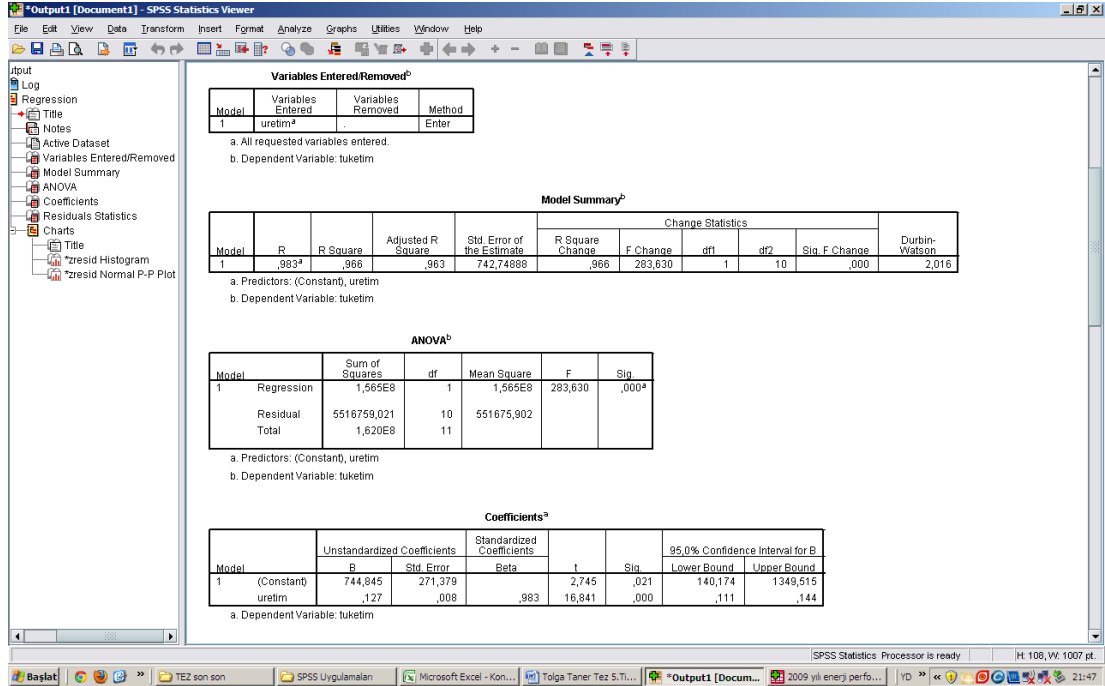 *Output1 [Document1] - SPSS Statistics Viewer
File Edit View Data Transform Insert Format Analyze Graphs Utilities Window Help
utput
Log
Regression
Title
Notes
Active Dataset
Variables Entered/Removed
Model Summary
ANOVA
Coefficients
Residuals Statistics
Charts
Title
*zresid Histogram
*zresid Normal P-P Plot
Variables Entered/Removedb
Model Variables Entered Variables Removed Method
1 uretima . Enter
a. All requested variables entered.
b. Dependent Variable: tuketim
Model Summaryb
Change Statistics
Model R R Square Adjusted R Square Std. Error of the Estimate R Square Change F Change df1 df2 Sig. F Change Durbin-Watson
1 ,983a ,966 ,963 742,74888 ,966 283,630 1 10 ,000 2,016
a. Predictors: (Constant), uretim
b. Dependent Variable: tuketim
ANOVAb
Model Sum of Squares df Mean Square F Sig.
1 Regression 1,565E8 1 1,565E8 283,630 ,000a
Residual 5516759,021 10 551675,902
Total 1,620E8 11
a. Predictors: (Constant), uretim
b. Dependent Variable: tuketim
Coefficientsa
Unstandardized Coefficients Standardized Coefficients 95,0% Confidence Interval for B
Model B Std. Error Beta t Sig. Lower Bound Upper Bound
1 (Constant) 744,845 271,379 2,745 ,021 140,174 1349,515
uretim ,127 ,008 ,983 16,841 ,000 ,111 ,144
a. Dependent Variable: tuketim
SPSS Statistics Processor is ready H: 108, W: 1007 pt.
Başlat TEZ son son SPSS Uygulamaları Microsoft Excel - Kon... Tolga Taner Tez 5.Ti... *Output1 [Docum... 2009 yılı enerji perfo... YD 21:47